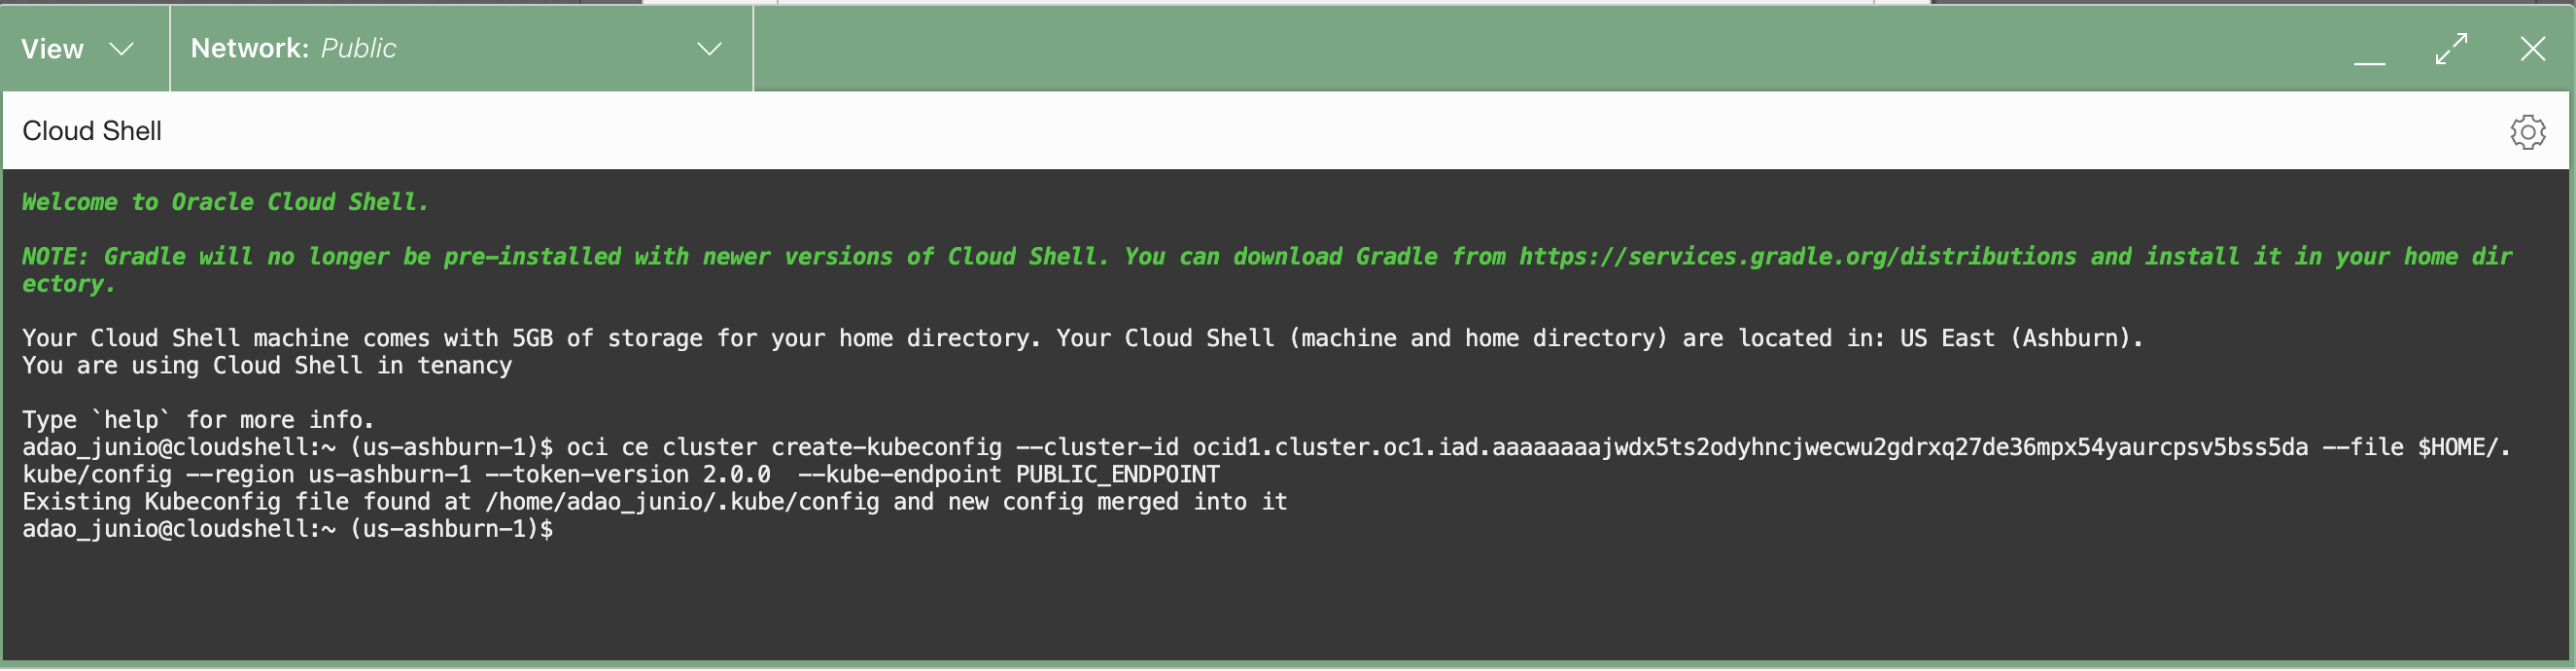 View
Network: Public
Cloud Shell
Welcome to Oracle Cloud Shell.
NOTE: Gradle will no longer be pre-installed with newer versions of Cloud Shell. You can download Gradle from https://services.gradle.org/distributions and install it in your home dir
ectory.
Your Cloud Shell machine comes with 5GB of storage for your home directory. Your Cloud Shell (machine and home directory) are located in: US East (Ashburn).
You are using Cloud Shell in tenancy
Type `help` for more info.
adao_junio@cloudshell:~ (us-ashburn-1)$ oci ce cluster create-kubeconfig --cluster-id ocid1.cluster.oc1.iad.aaaaaaaajwdx5ts2odyhncjwecwu2gdrxq27de36mpx54yaurcpsv5bss5da --file $HOME/.
kube/config --region us-ashburn-1 --token-version 2.0.0  --kube-endpoint PUBLIC_ENDPOINT
Existing Kubeconfig file found at /home/adao_junio/.kube/config and new config merged into it
adao_junio@cloudshell:~ (us-ashburn-1)$